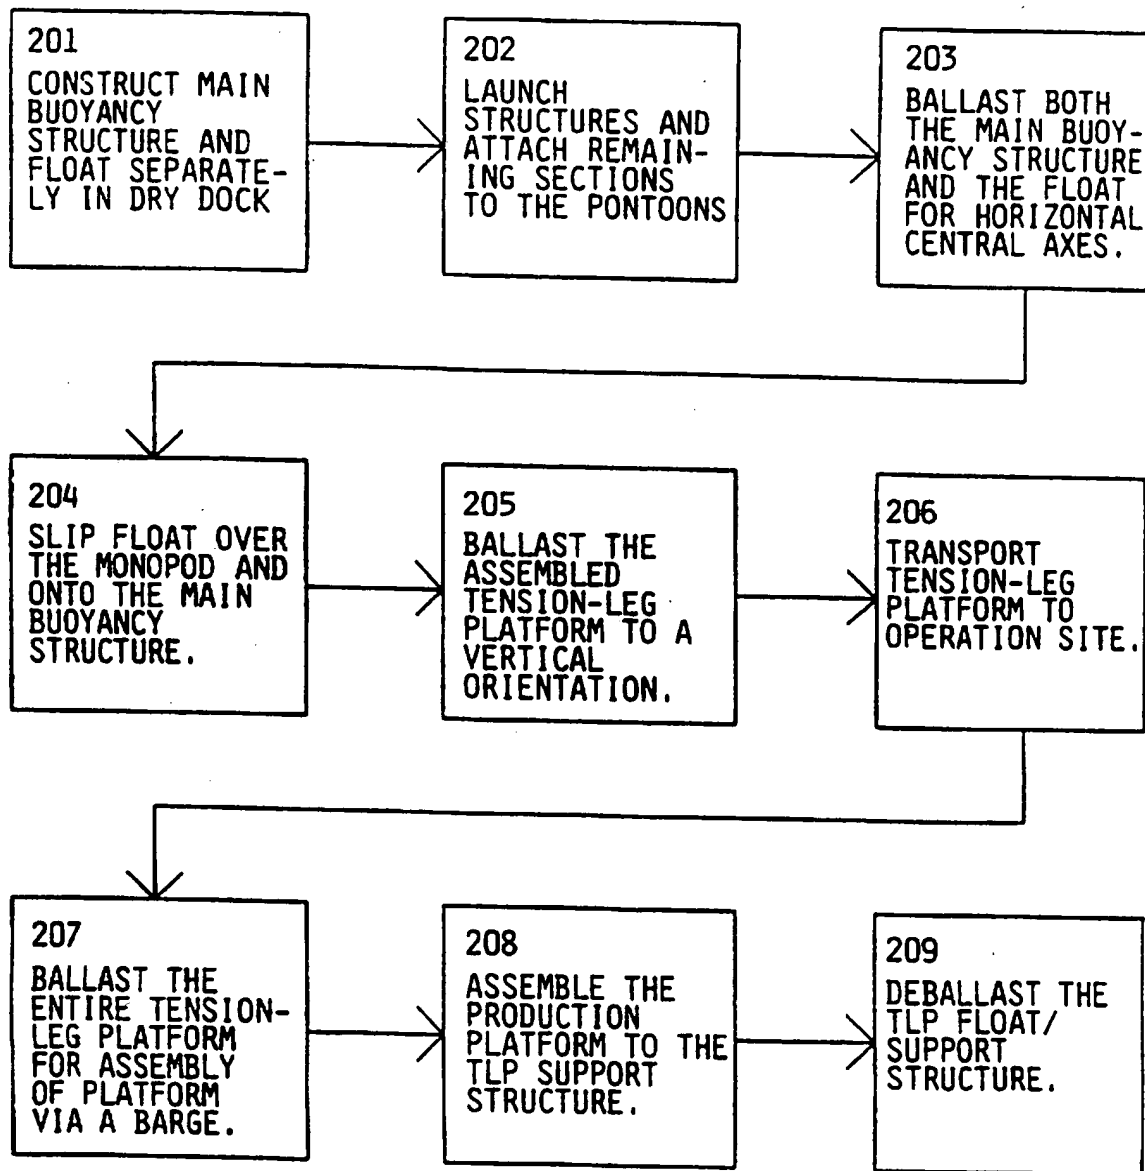 201
CONSTRUCT MAIN
BUOYANCY
STRUCTURE AND
FLOAT SEPARATE-
LY IN DRY DOCK
202
LAUNCH
STRUCTURES AND
ATTACH REMAIN-
ING SECTIONS
TO THE PONTOONS
203
BALLAST BOTH
THE MAIN BUOY-
ANCY STRUCTURE
AND THE FLOAT
FOR HORIZONTAL
CENTRAL AXES.
204
SLIP FLOAT OVER
THE MONOPOD AND
ONTO THE MAIN
BUOYANCY
STRUCTURE.
205
BALLAST THE
ASSEMBLED
TENSION-LEG
PLATFORM TO A
VERTICAL
ORIENTATION.
206
TRANSPORT
TENSION-LEG
PLATFORM TO
OPERATION SITE.
207
BALLAST THE
ENTIRE TENSION-
LEG PLATFORM
FOR ASSEMBLY
OF PLATFORM
VIA A BARGE.
208
ASSEMBLE THE
PRODUCTION
PLATFORM TO THE
TLP SUPPORT
STRUCTURE.
209
DEBALLAST THE
TLP FLOAT/
SUPPORT
STRUCTURE.